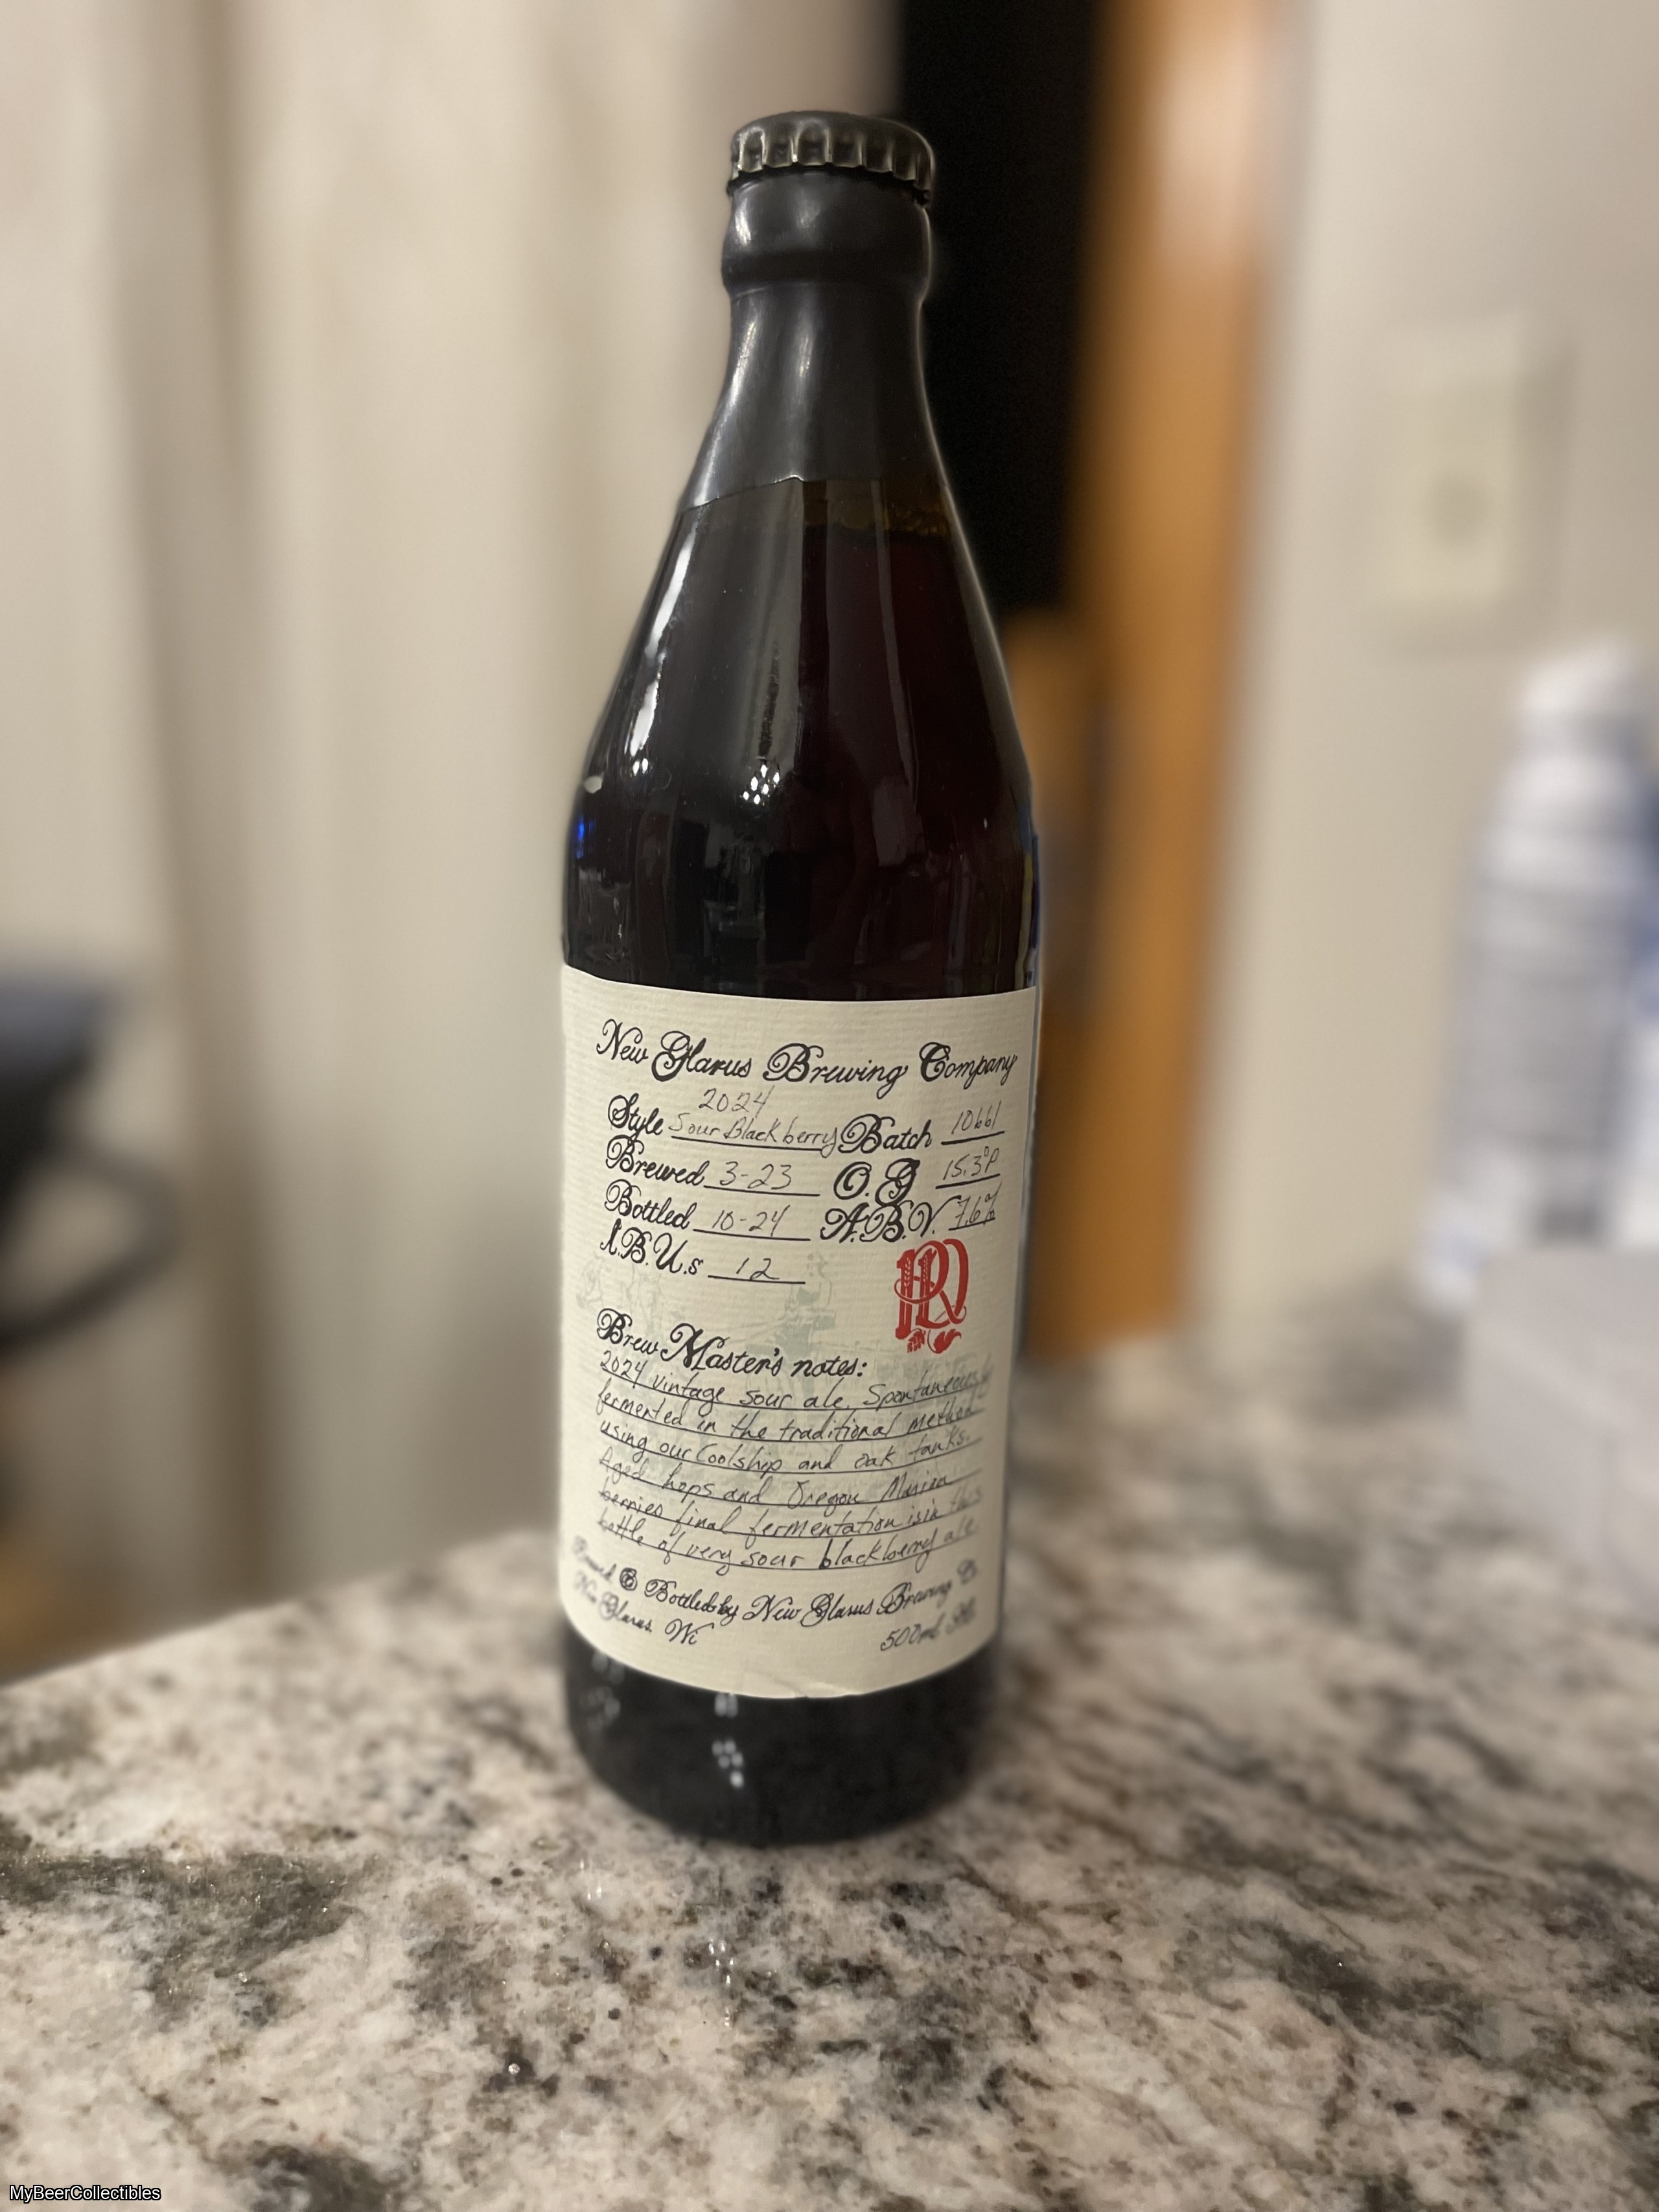 New Glarus Brewing Company
2024
Style Sour Blackberry Batch 10661
Brewed 3-23 O.G 15.3°P
Bottled 10-24 A.B.V. 7.6%
I.B.U.s 12
Brew Master's notes:
2024 vintage sour ale. Spontaneously
fermented in the traditional method
using our Coolship and oak tanks.
Aged hops and Oregon Marion
berries final fermentation is in this
bottle of very sour blackberry ale
Brewed & Bottled by New Glarus Brewing Co.
New Glarus, Wi 500ml
MyBeerCollectibles